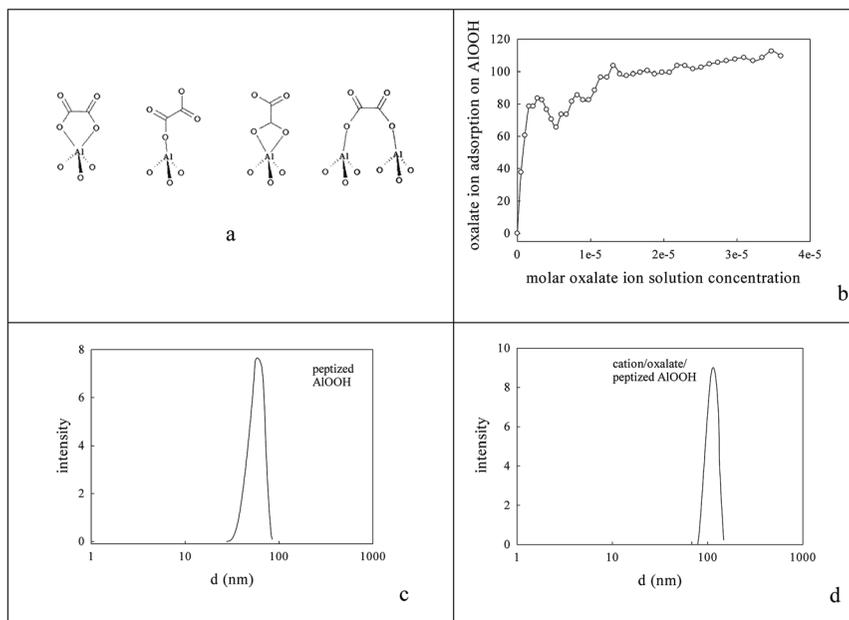 O O O O
Al
O O O
O O O O
Al
O O O
O O O O
Al
O O O
O O O O
Al Al
O O O O O O
a
oxalate ion adsorption on AlOOH
120
100
80
60
40
20
0
0 1e-5 2e-5 3e-5 4e-5
molar oxalate ion solution concentration
b
peptized
AlOOH
intensity
8
6
4
2
0
1 10 100 1000
d (nm)
c
cation/oxalate/
peptized AlOOH
intensity
10
8
6
4
2
0
1 10 100 1000
d (nm)
d